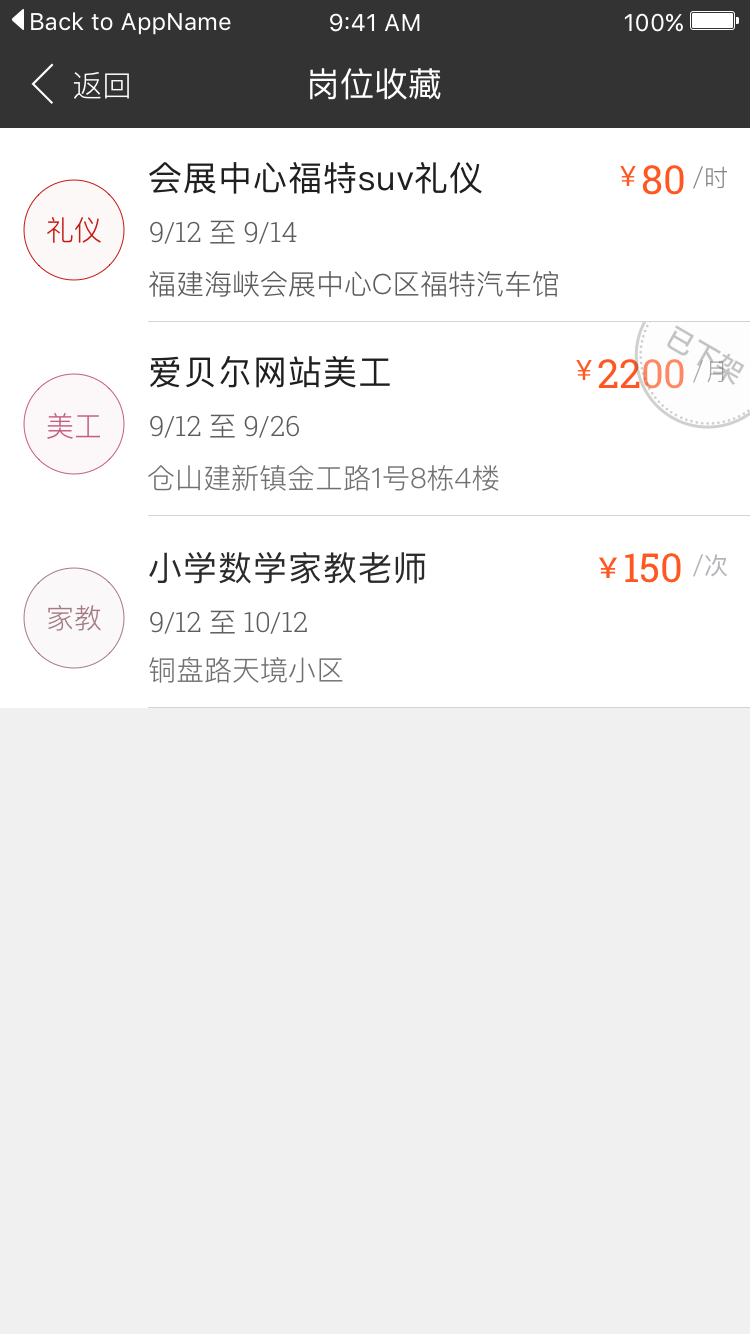 Back to AppName 9:41 AM 100%
返回 岗位收藏
会展中心福特suv礼仪 ¥80 /时
礼仪
9/12 至 9/14
福建海峡会展中心C区福特汽车馆
已下架
爱贝尔网站美工 ¥2200 /月
美工
9/12 至 9/26
仓山建新镇金工路1号8栋4楼
小学数学家教老师 ¥150 /次
家教
9/12 至 10/12
铜盘路天境小区